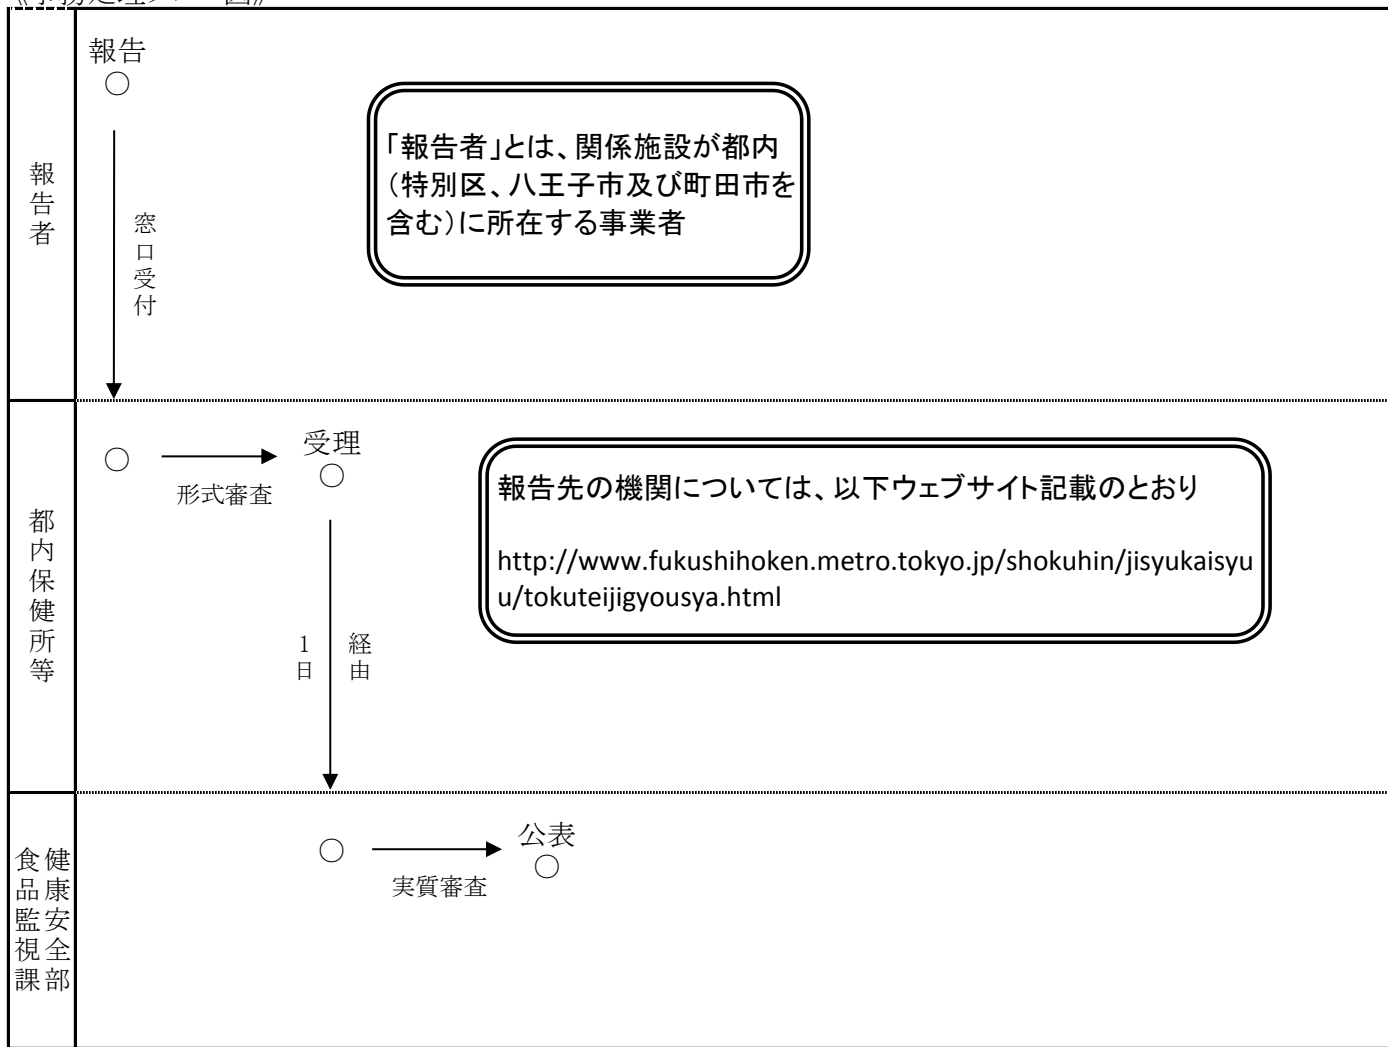 報告
報告者
窓口受付
「報告者」とは、関係施設が都内
（特別区、八王子市及び町田市を
含む）に所在する事業者
都内保健所等
形式審査
受理
1日
経由
報告先の機関については、以下ウェブサイト記載のとおり
http://www.fukushihoken.metro.tokyo.jp/shokuhin/jisyukaisyu
u/tokuteijigyousya.html
健康安全部
食品監視課
実質審査
公表